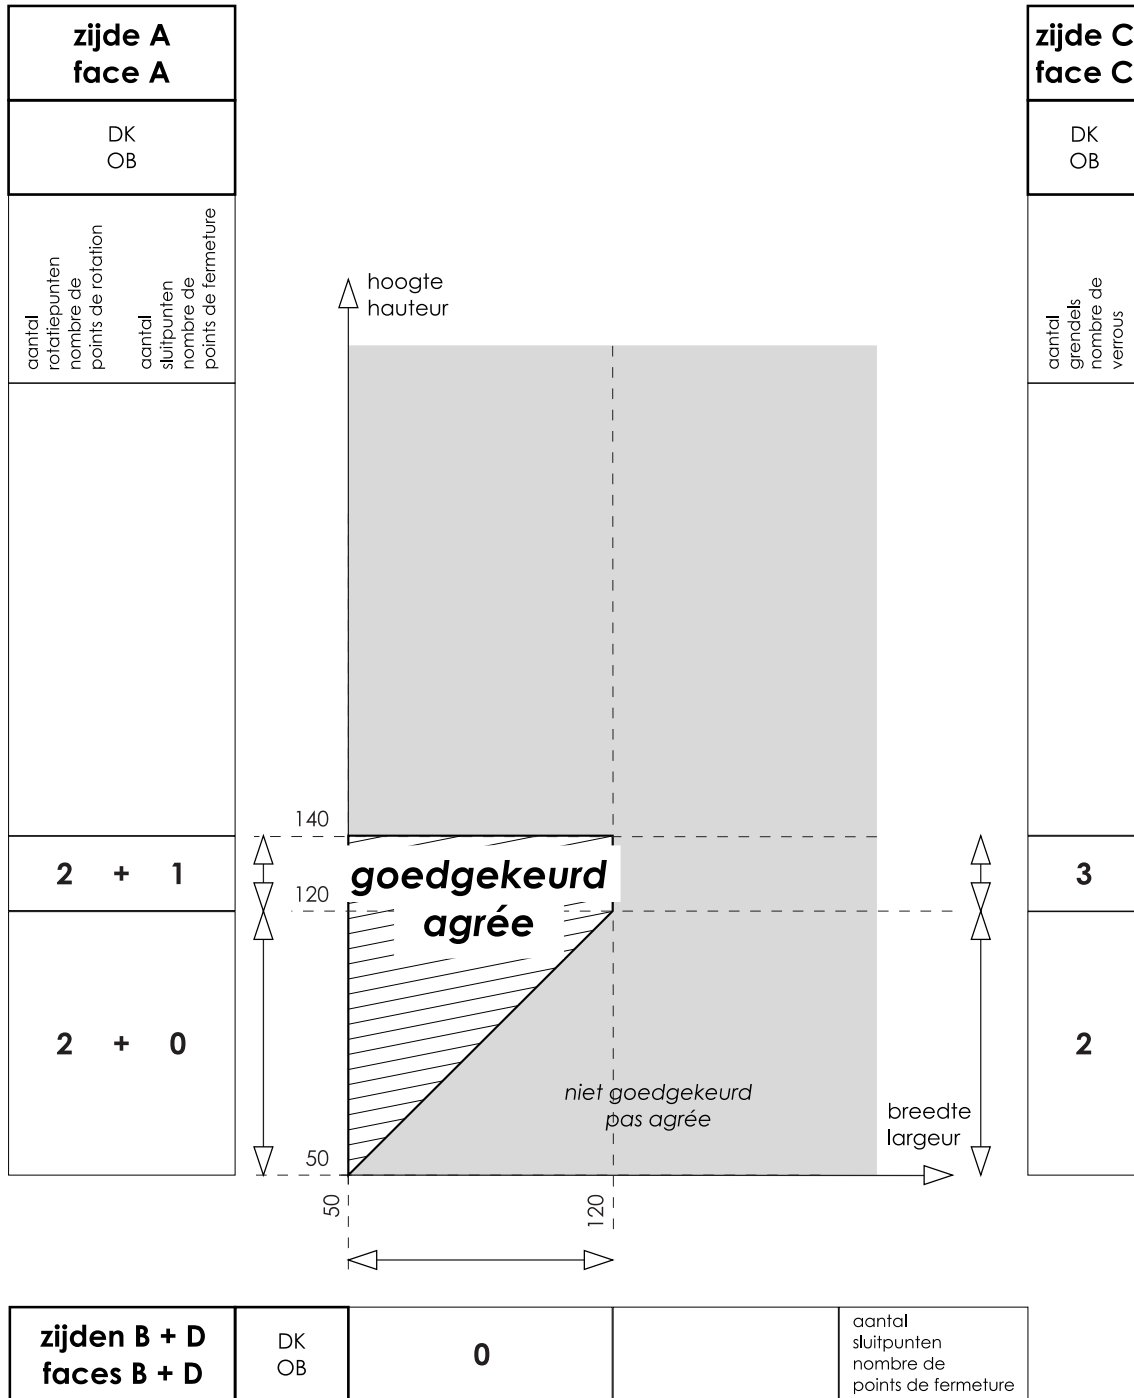 zijde A
face A
zijde C
face C
DK
OB
DK
OB
aantal
rotatiepunten
nombre de
points de rotation
aantal
sluitpunten
nombre de
points de fermeture
hoogte
hauteur
aantal
grendels
nombre de
verrous
140
2 + 1
goedgekeurd
agrée
3
120
2 + 0
2
niet goedgekeurd
pas agrée
breedte
largeur
50
50
120
zijden B + D
faces B + D
DK
OB
0
aantal
sluitpunten
nombre de
points de fermeture